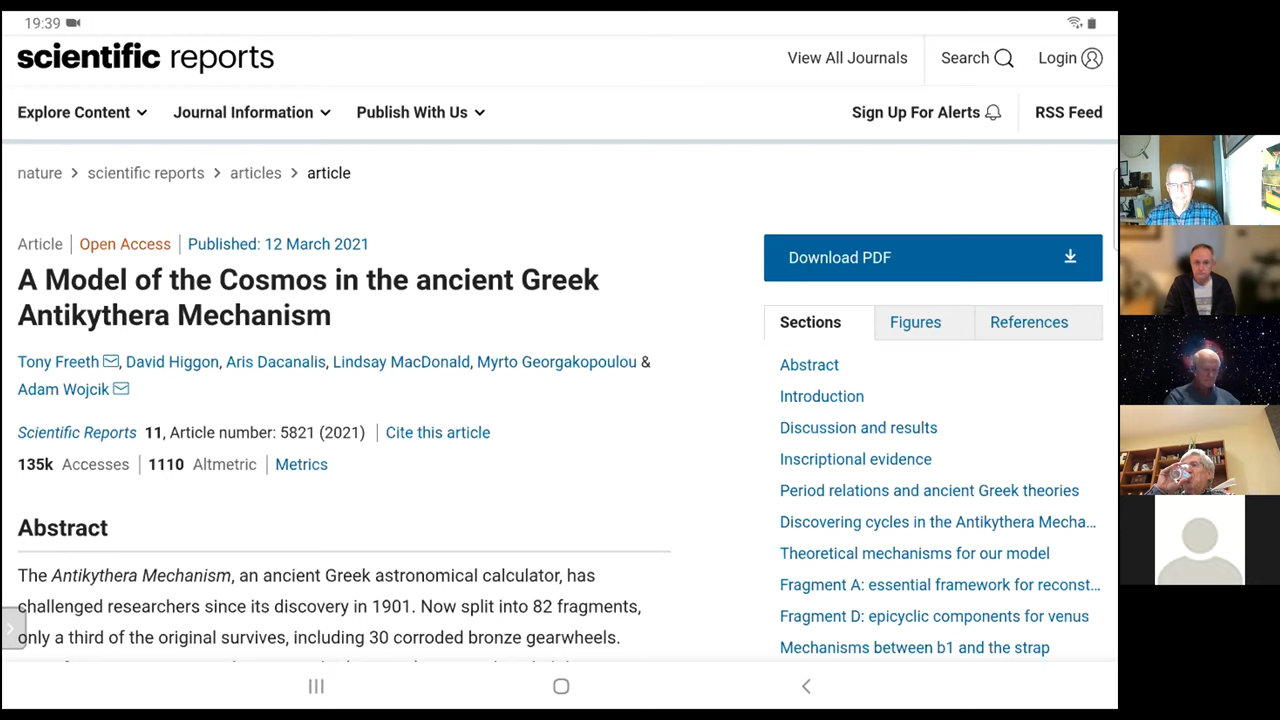 19:39
scientific reports
View All Journals
Search
Login
Explore Content
Journal Information
Publish With Us
Sign Up For Alerts
RSS Feed
nature > scientific reports > articles > article
Article | Open Access | Published: 12 March 2021
A Model of the Cosmos in the ancient Greek
Antikythera Mechanism
Tony Freeth, David Higgon, Aris Dacanalis, Lindsay MacDonald, Myrto Georgakopoulou &
Adam Wojcik
Scientific Reports 11, Article number: 5821 (2021) | Cite this article
135k Accesses | 1110 Altmetric | Metrics
Abstract
The Antikythera Mechanism, an ancient Greek astronomical calculator, has
challenged researchers since its discovery in 1901. Now split into 82 fragments,
only a third of the original survives, including 30 corroded bronze gearwheels.
Download PDF
Sections
Figures
References
Abstract
Introduction
Discussion and results
Inscriptional evidence
Period relations and ancient Greek theories
Discovering cycles in the Antikythera Mecha...
Theoretical mechanisms for our model
Fragment A: essential framework for reconst...
Fragment D: epicyclic components for venus
Mechanisms between b1 and the strap